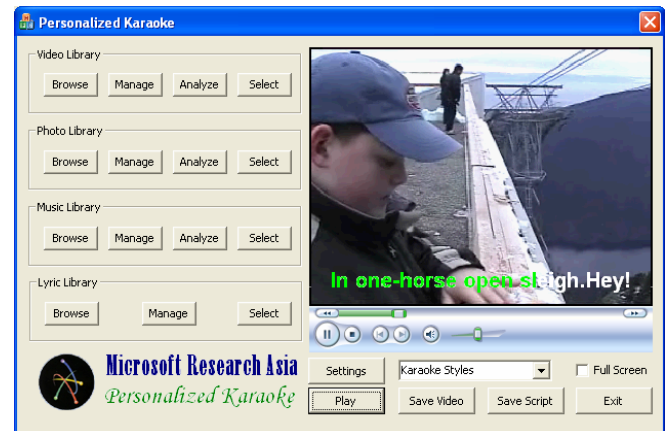 Personalized Karaoke
Video Library
Browse Manage Analyze Select
Photo Library
Browse Manage Analyze Select
Music Library
Browse Manage Analyze Select
Lyric Library
Browse Manage Select
Microsoft Research Asia
Personalized Karaoke
In one-horse open sleigh.Hey!
Settings Karaoke Styles Full Screen
Play Save Video Save Script Exit